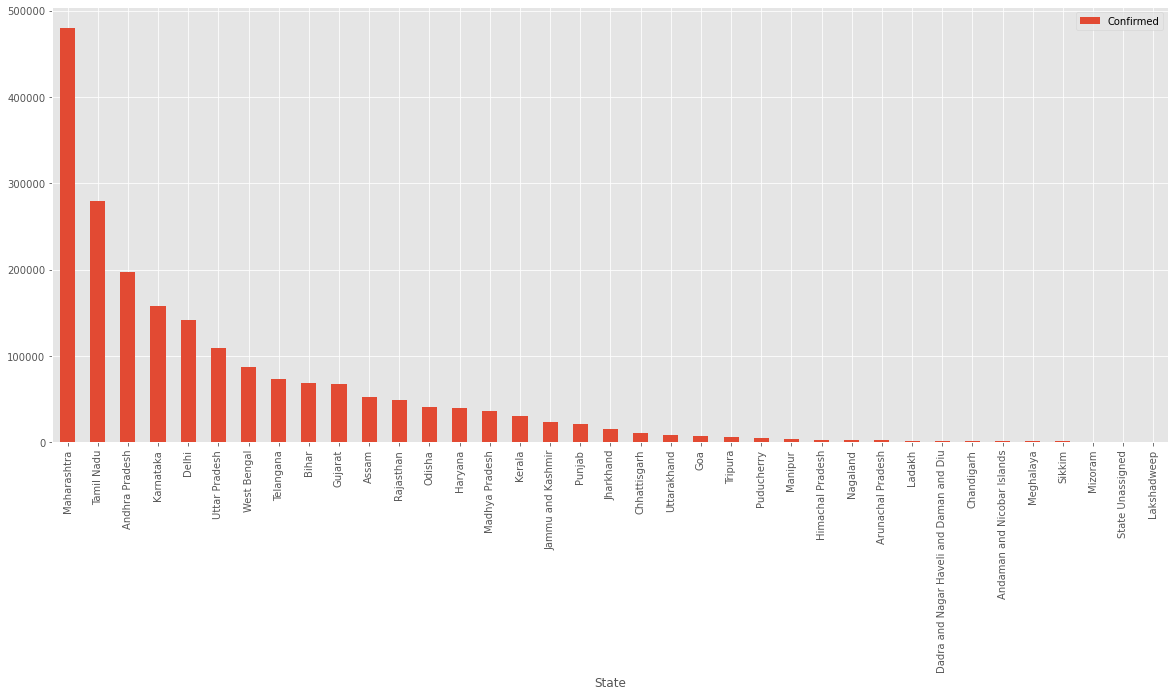 Confirmed
500000
400000
300000
200000
100000
0
Maharashtra
Tamil Nadu
Andhra Pradesh
Karnataka
Delhi
Uttar Pradesh
West Bengal
Telangana
Bihar
Gujarat
Assam
Rajasthan
Odisha
Haryana
Madhya Pradesh
Kerala
Jammu and Kashmir
Punjab
Jharkhand
Chhattisgarh
Uttarakhand
Goa
Tripura
Puducherry
Manipur
Himachal Pradesh
Nagaland
Arunachal Pradesh
Ladakh
Dadra and Nagar Haveli and Daman and Diu
Chandigarh
Andaman and Nicobar Islands
Meghalaya
Sikkim
Mizoram
State Unassigned
Lakshadweep
State